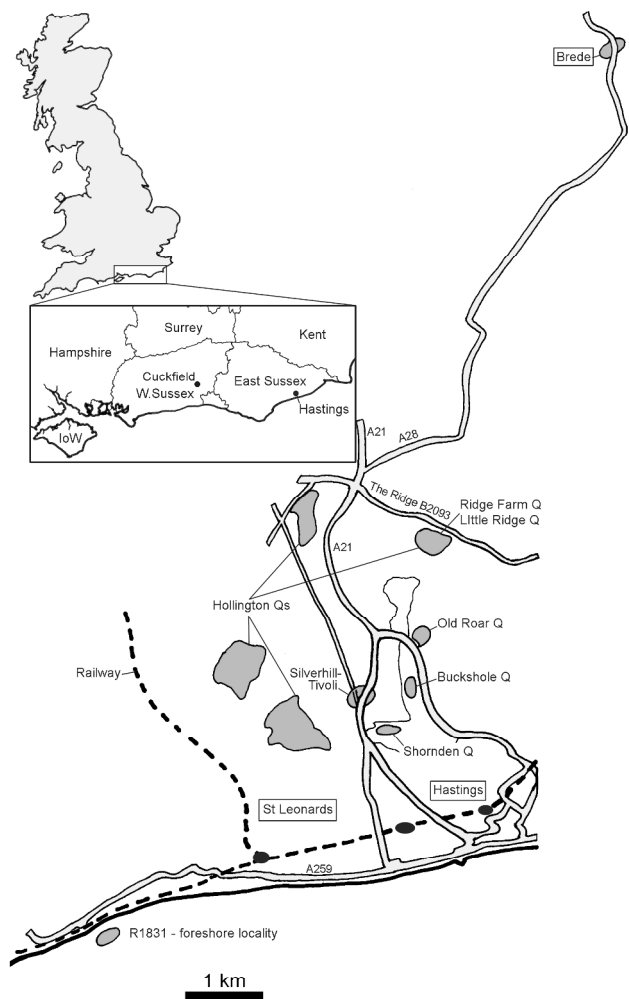 Brede
Surrey
Kent
Hampshire
Cuckfield
W.Sussex
East Sussex
Hastings
IoW
A21
A28
The Ridge B2093
Ridge Farm Q
LIttle Ridge Q
A21
Hollington Qs
Old Roar Q
Railway
Silverhill-
Tivoli
Buckshole Q
Shornden Q
Hastings
St Leonards
A259
R1831 - foreshore locality
1 km